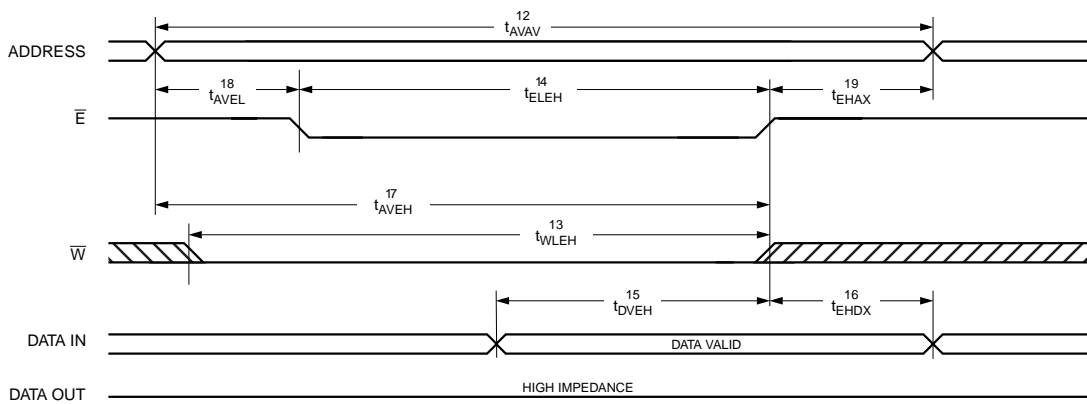 12
tAVAV
ADDRESS
18
tAVEL
14
tELEH
19
tEHAX
E
17
tAVEH
13
tWLEH
W
15
tDVEH
16
tEHDX
DATA IN
DATA VALID
DATA OUT
HIGH IMPEDANCE